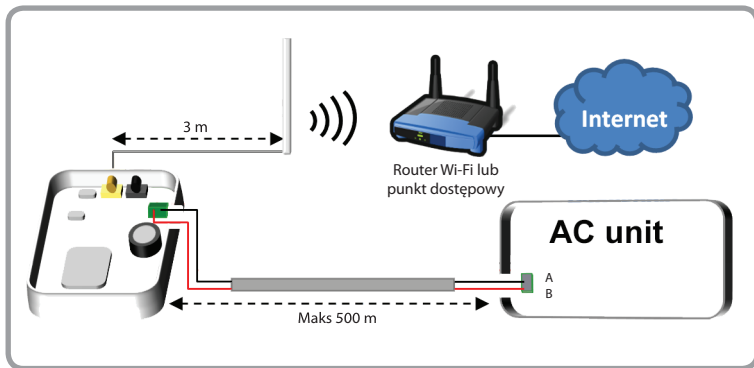 3 m
Internet
Router Wi-Fi lub
punkt dostępowy
AC unit
A
B
Maks 500 m